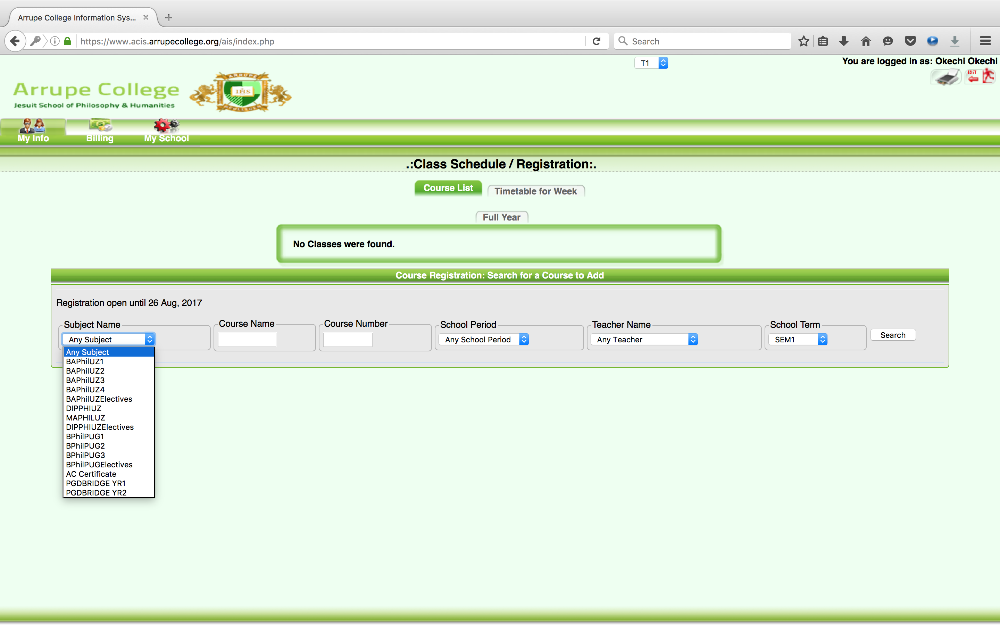 Arrupe College Information Sys...
https://www.acis.arrupecollege.org/ais/index.php
Search
T1
You are logged in as: Okechi Okechi
EXIT
Arrupe College
Jesuit School of Philosophy & Humanities
ARRUPE
IHS
COLLEGE
My Info
Billing
My School
.:Class Schedule / Registration:.
Course List
Timetable for Week
Full Year
No Classes were found.
Course Registration: Search for a Course to Add
Registration open until 26 Aug, 2017
Subject Name
Course Name
Course Number
School Period
Teacher Name
School Term
Any Subject
Any School Period
Any Teacher
SEM1
Search
Any Subject
BAPhilUZ1
BAPhilUZ2
BAPhilUZ3
BAPhilUZ4
BAPhilUZElectives
DIPPHIUZ
MAPHILUZ
DIPPHIUZElectives
BPhilPUG1
BPhilPUG2
BPhilPUG3
BPhilPUGElectives
AC Certificate
PGDBRIDGE YR1
PGDBRIDGE YR2